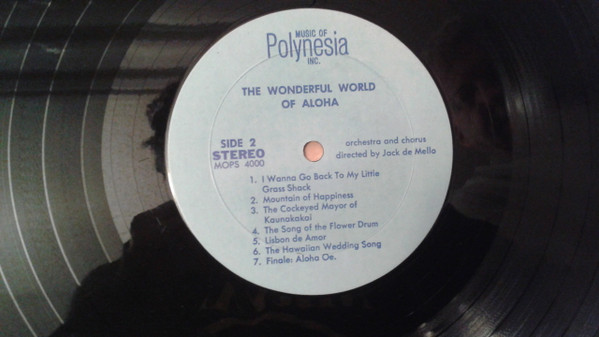 MUSIC OF
Polynesia
INC.
THE WONDERFUL WORLD
OF ALOHA
SIDE 2
STEREO
MOPS 4000
orchestra and chorus
directed by Jack de Mello
1. I Wanna Go Back To My Little
Grass Shack
2. Mountain of Happiness
3. The Cockeyed Mayor of
Kaunakakai
4. The Song of the Flower Drum
5. Lisbon de Amor
6. The Hawaiian Wedding Song
7. Finale: Aloha Oe.